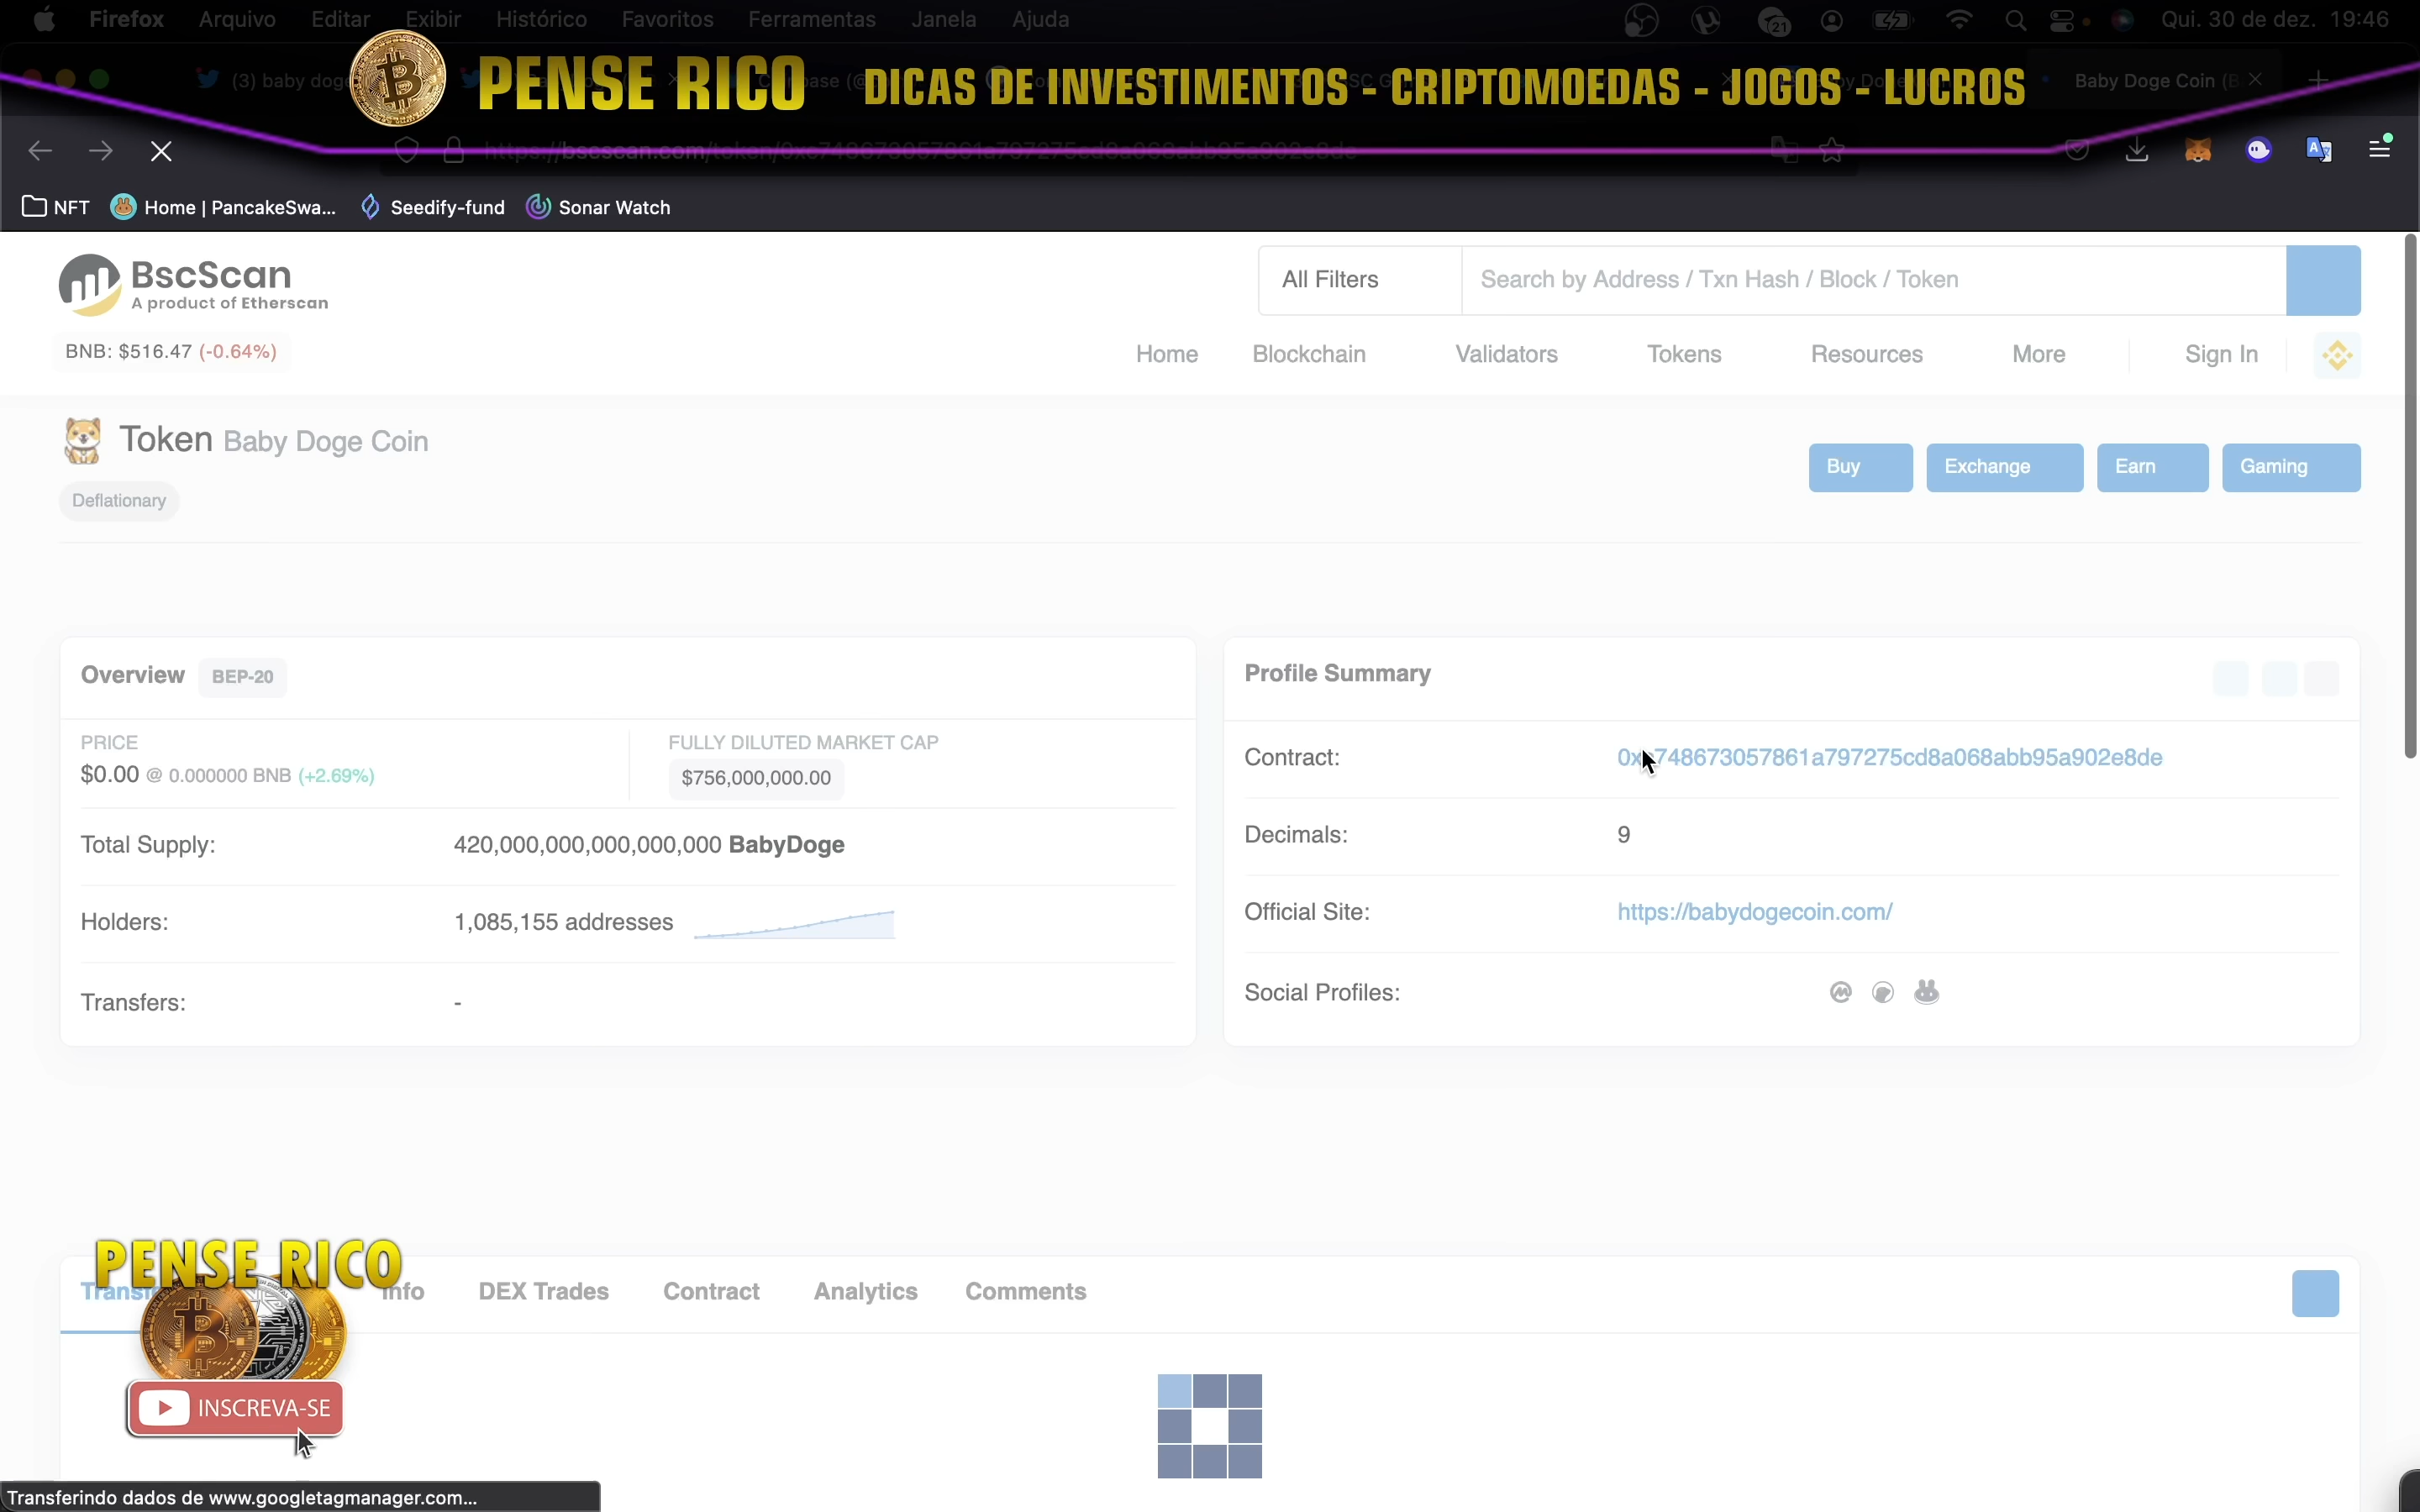 Firefox Arquivo Editar Exibir Histórico Favoritos Ferramentas Janela Ajuda 21 Qui. 30 de dez. 19:46
PENSE RICO DICAS DE INVESTIMENTOS - CRIPTOMOEDAS - JOGOS - LUCROS
(3) baby doge
Baby Doge Coin (B
NFT Home | PancakeSwa... Seedify-fund Sonar Watch
BscScan
A product of Etherscan
All Filters Search by Address / Txn Hash / Block / Token
BNB: $516.47 (-0.64%)
Home Blockchain Validators Tokens Resources More Sign In
Token Baby Doge Coin
Buy Exchange Earn Gaming
Deflationary
Overview BEP-20
PRICE
$0.00 @ 0.000000 BNB (+2.69%)
FULLY DILUTED MARKET CAP
$756,000,000.00
Total Supply: 420,000,000,000,000,000 BabyDoge
Holders: 1,085,155 addresses
Transfers: -
Profile Summary
Contract: 748673057861a797275cd8a068abb95a902e8de
Decimals: 9
Official Site: https://babydogecoin.com/
Social Profiles:
PENSE RICO
Info DEX Trades Contract Analytics Comments
INSCREVA-SE
Transferindo dados de www.googletagmanager.com...